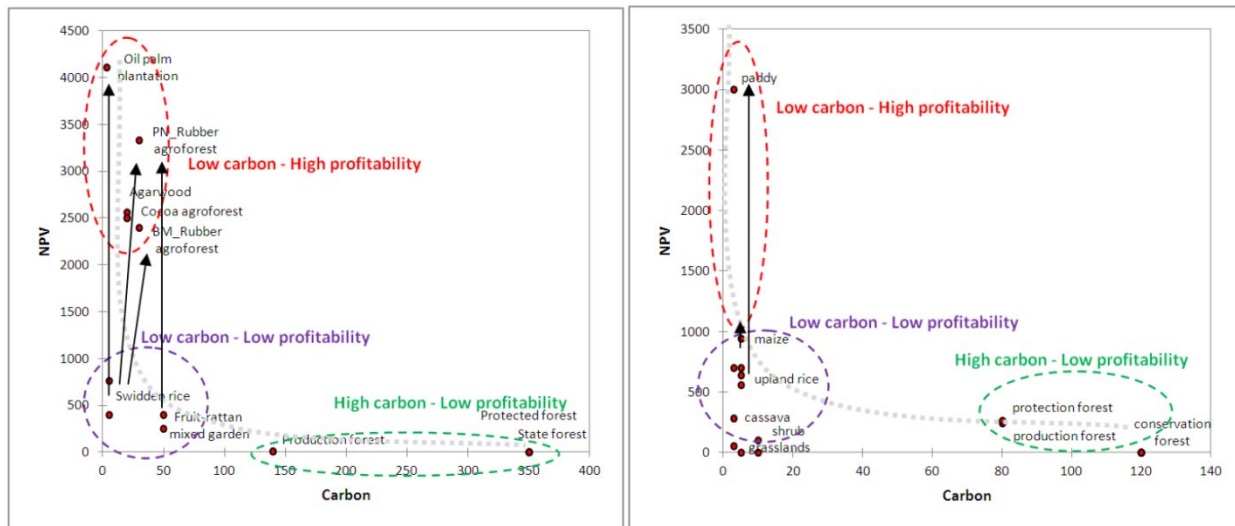 4500
4000
3500
3000
2500
2000
1500
1000
500
0
NPV
Oil palm
plantation
PN_Rubber
agroforest
Low carbon - High profitability
Agarwood
Cocoa agroforest
BM_Rubber
agroforest
Low carbon - Low profitability
Swidden rice
Fruit-rattan
mixed garden
High carbon - Low profitability
Protected forest
Production forest
State forest
0
50
100
150
200
250
300
350
400
Carbon
3500
3000
2500
2000
1500
1000
500
0
NPV
paddy
Low carbon - High profitability
Low carbon - Low profitability
maize
upland rice
High carbon - Low profitability
cassava
protection forest
shrub
production forest
conservation
forest
grasslands
0
20
40
60
80
100
120
140
Carbon